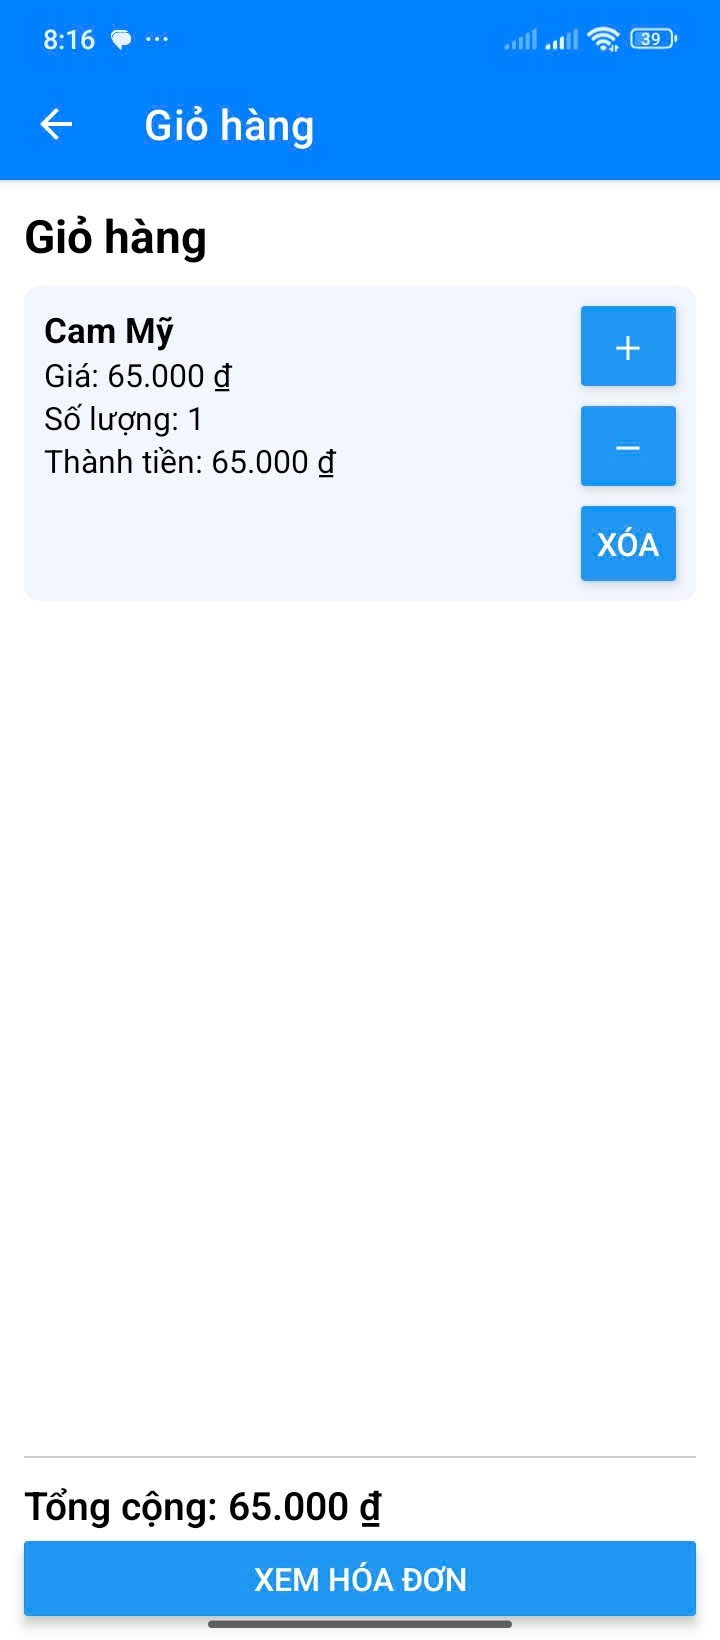 8:16 ... 39
Giỏ hàng
Giỏ hàng
Cam Mỹ
Giá: 65.000 ₫
Số lượng: 1
Thành tiền: 65.000 ₫
+
−
XÓA
Tổng cộng: 65.000 ₫
XEM HÓA ĐƠN